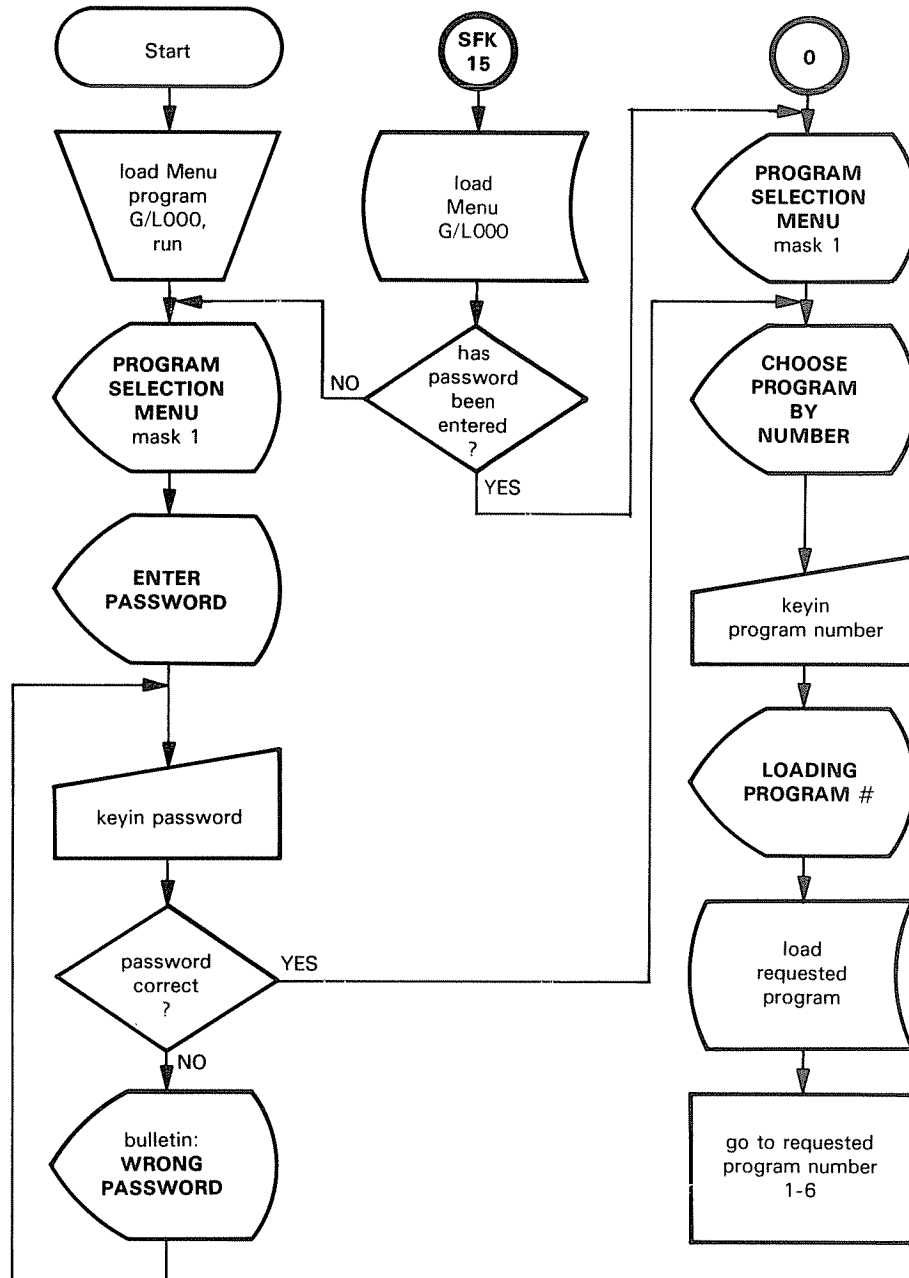 Start
load Menu
program
G/L000,
run
PROGRAM
SELECTION
MENU
mask 1
ENTER
PASSWORD
keyin password
password
correct
?
YES
NO
bulletin:
WRONG
PASSWORD
SFK
15
load
Menu
G/L000
has
password
been
entered
?
NO
YES
0
PROGRAM
SELECTION
MENU
mask 1
CHOOSE
PROGRAM
BY
NUMBER
keyin
program number
LOADING
PROGRAM #
load
requested
program
go to requested
program number
1-6